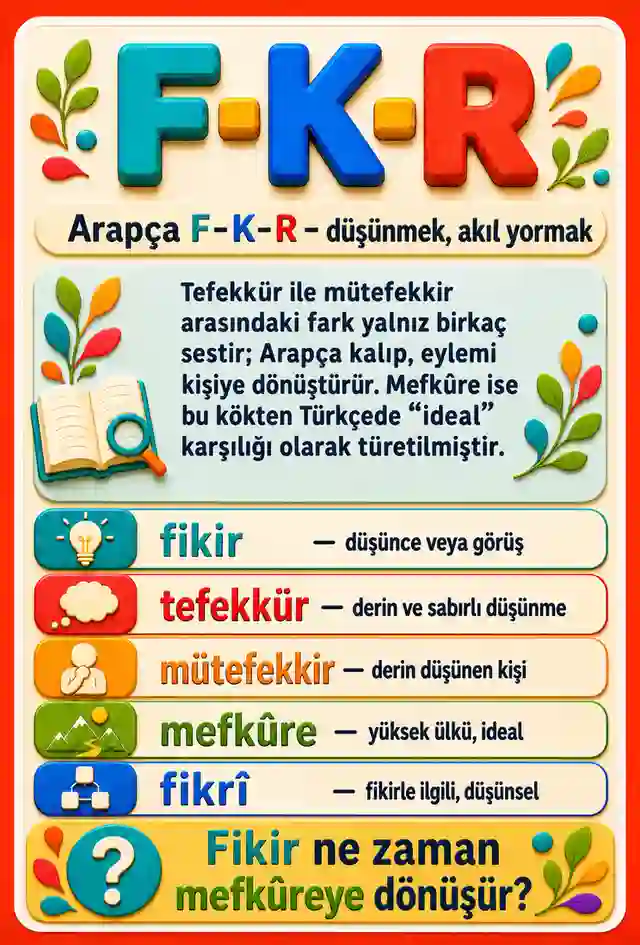 F-K-R
Arapça F-K-R - düşünmek, akıl yormak
Tefekkür ile mütefekkir
arasındaki fark yalnız birkaç
sestir; Arapça kalıp, eylemi
kişiye dönüştürür. Mefkûre ise
bu kökten Türkçede “ideal”
karşılığı olarak türetilmiştir.
fikir — düşünce veya görüş
tefekkür — derin ve sabırlı düşünme
mütefekkir — derin düşünen kişi
mefkûre — yüksek ülkü, ideal
fikrî — fikirle ilgili, düşünsel
?
Fikir ne zaman
mefkûreye dönüşür?